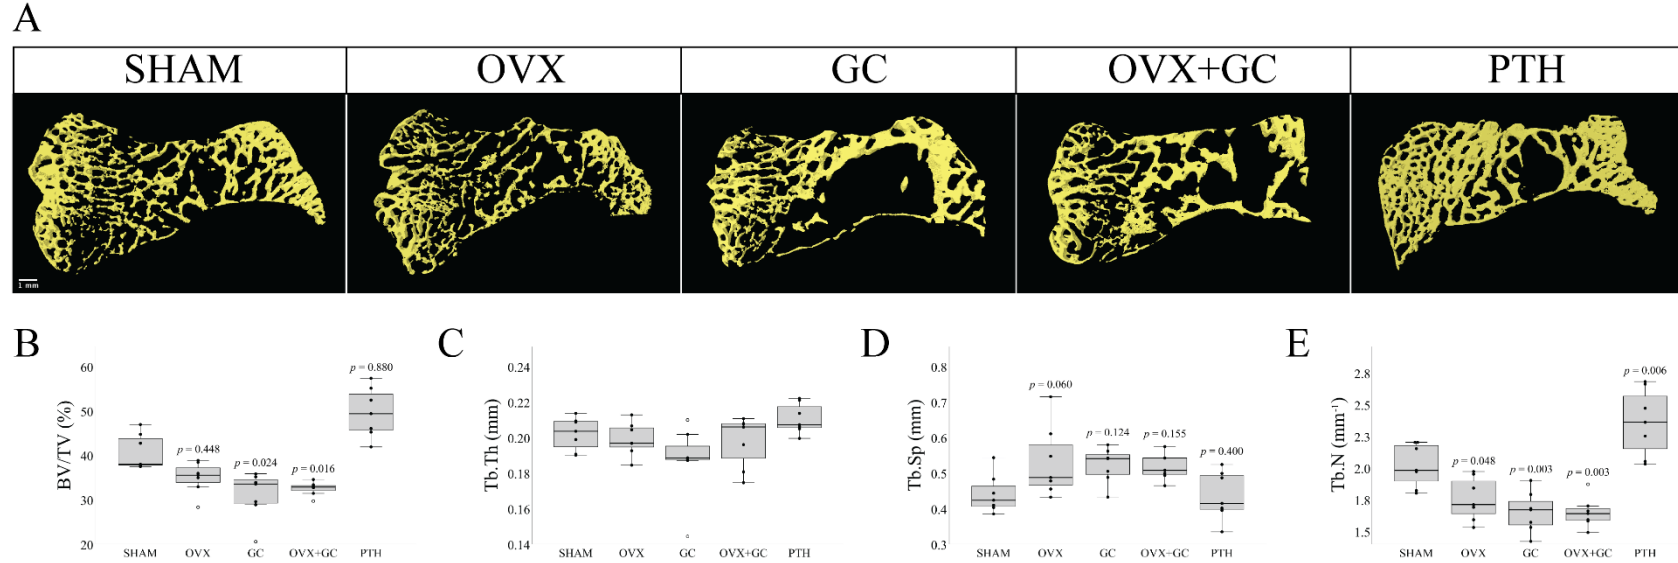 A
SHAM OVX GC OVX+GC PTH
1 mm
B
BV/TV (%)
60
50
40
30
20
p = 0.448
p = 0.024
p = 0.016
p = 0.880
SHAM OVX GC OVX+GC PTH
C
Tb.Th (mm)
0.24
0.22
0.20
0.18
0.16
0.14
SHAM OVX GC OVX+GC PTH
D
Tb.Sp (mm)
0.8
0.7
0.6
0.5
0.4
0.3
p = 0.060
p = 0.124
p = 0.155
p = 0.400
SHAM OVX GC OVX+GC PTH
E
Tb.N (mm⁻¹)
2.8
2.5
2.3
2.0
1.8
1.5
p = 0.048
p = 0.003
p = 0.003
p = 0.006
SHAM OVX GC OVX+GC PTH